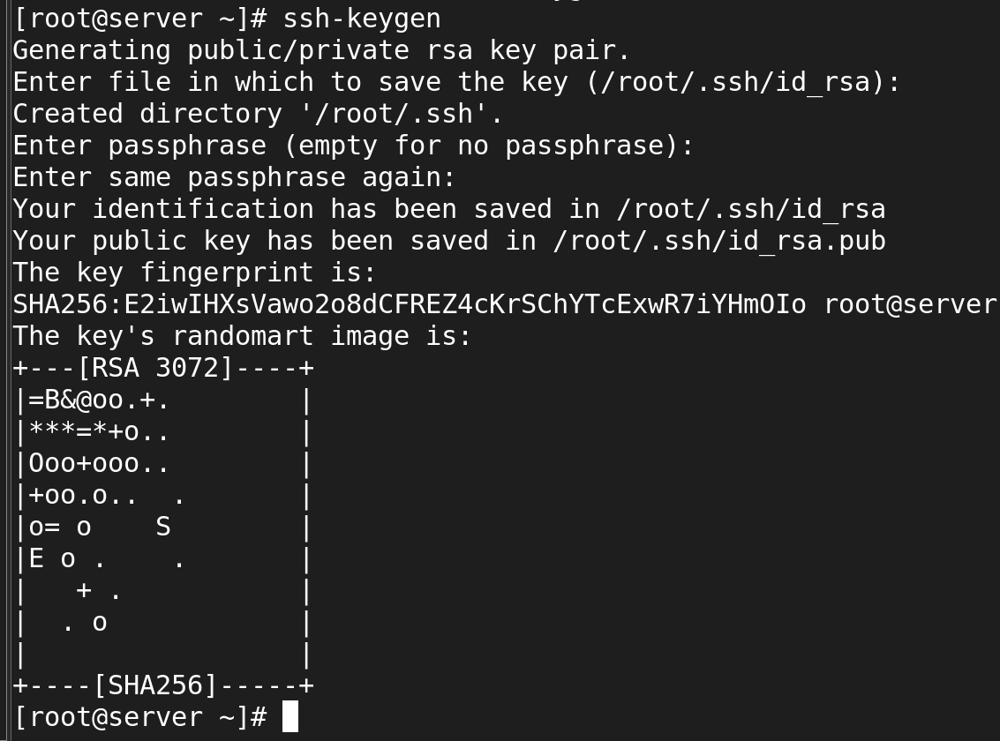 [root@server ~]# ssh-keygen
Generating public/private rsa key pair.
Enter file in which to save the key (/root/.ssh/id_rsa):
Created directory '/root/.ssh'.
Enter passphrase (empty for no passphrase):
Enter same passphrase again:
Your identification has been saved in /root/.ssh/id_rsa
Your public key has been saved in /root/.ssh/id_rsa.pub
The key fingerprint is:
SHA256:E2iwIHXsVawo2o8dCFREZ4cKrSChYTcExwR7iYHmOIo root@server
The key's randomart image is:
+---[RSA 3072]----+
|=B&@oo.+.        |
|***=*+o..        |
|Ooo+ooo..        |
|+oo.o..  .       |
|o= o    S        |
|E o .    .       |
|   + .           |
|  . o            |
|                 |
+----[SHA256]-----+
[root@server ~]#